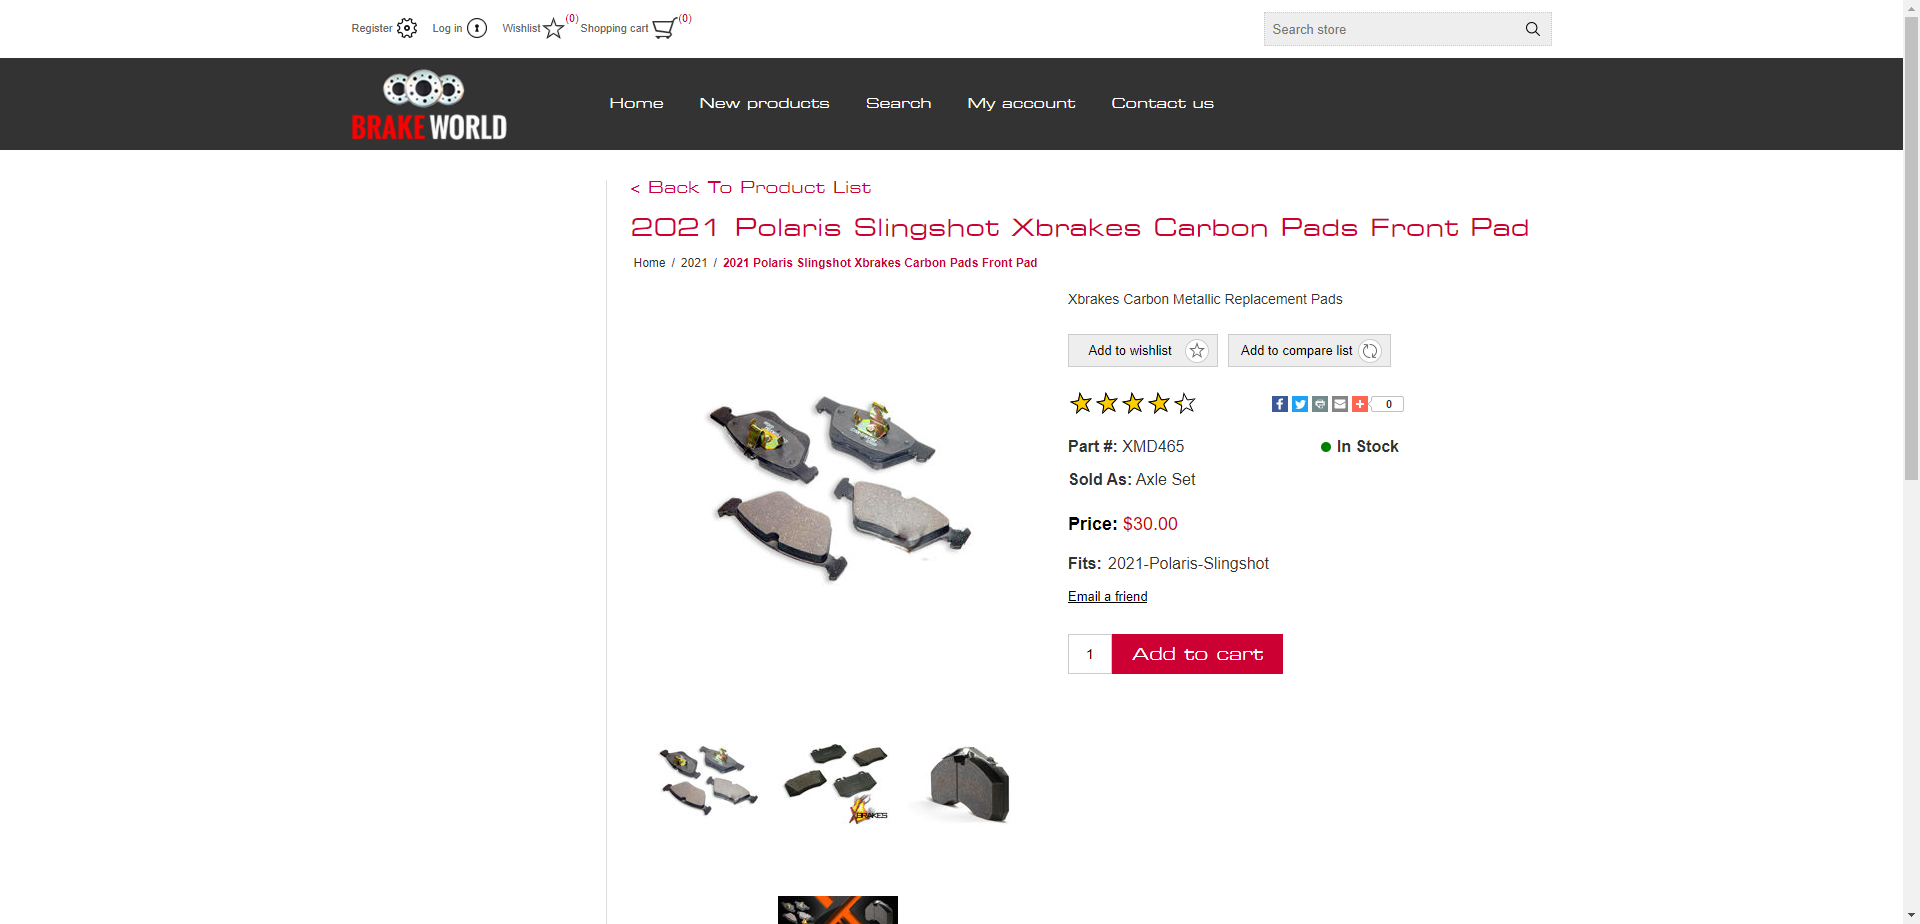 Register Log in Wishlist (0) Shopping cart (0)
Search store
BRAKE WORLD
Home New products Search My account Contact us
< Back To Product List
2021 Polaris Slingshot Xbrakes Carbon Pads Front Pad
Home / 2021 / 2021 Polaris Slingshot Xbrakes Carbon Pads Front Pad
Xbrakes Carbon Metallic Replacement Pads
Add to wishlist Add to compare list
0
Part #: XMD465 In Stock
Sold As: Axle Set
Price: $30.00
Fits: 2021-Polaris-Slingshot
Email a friend
1 Add to cart
XBRAKES